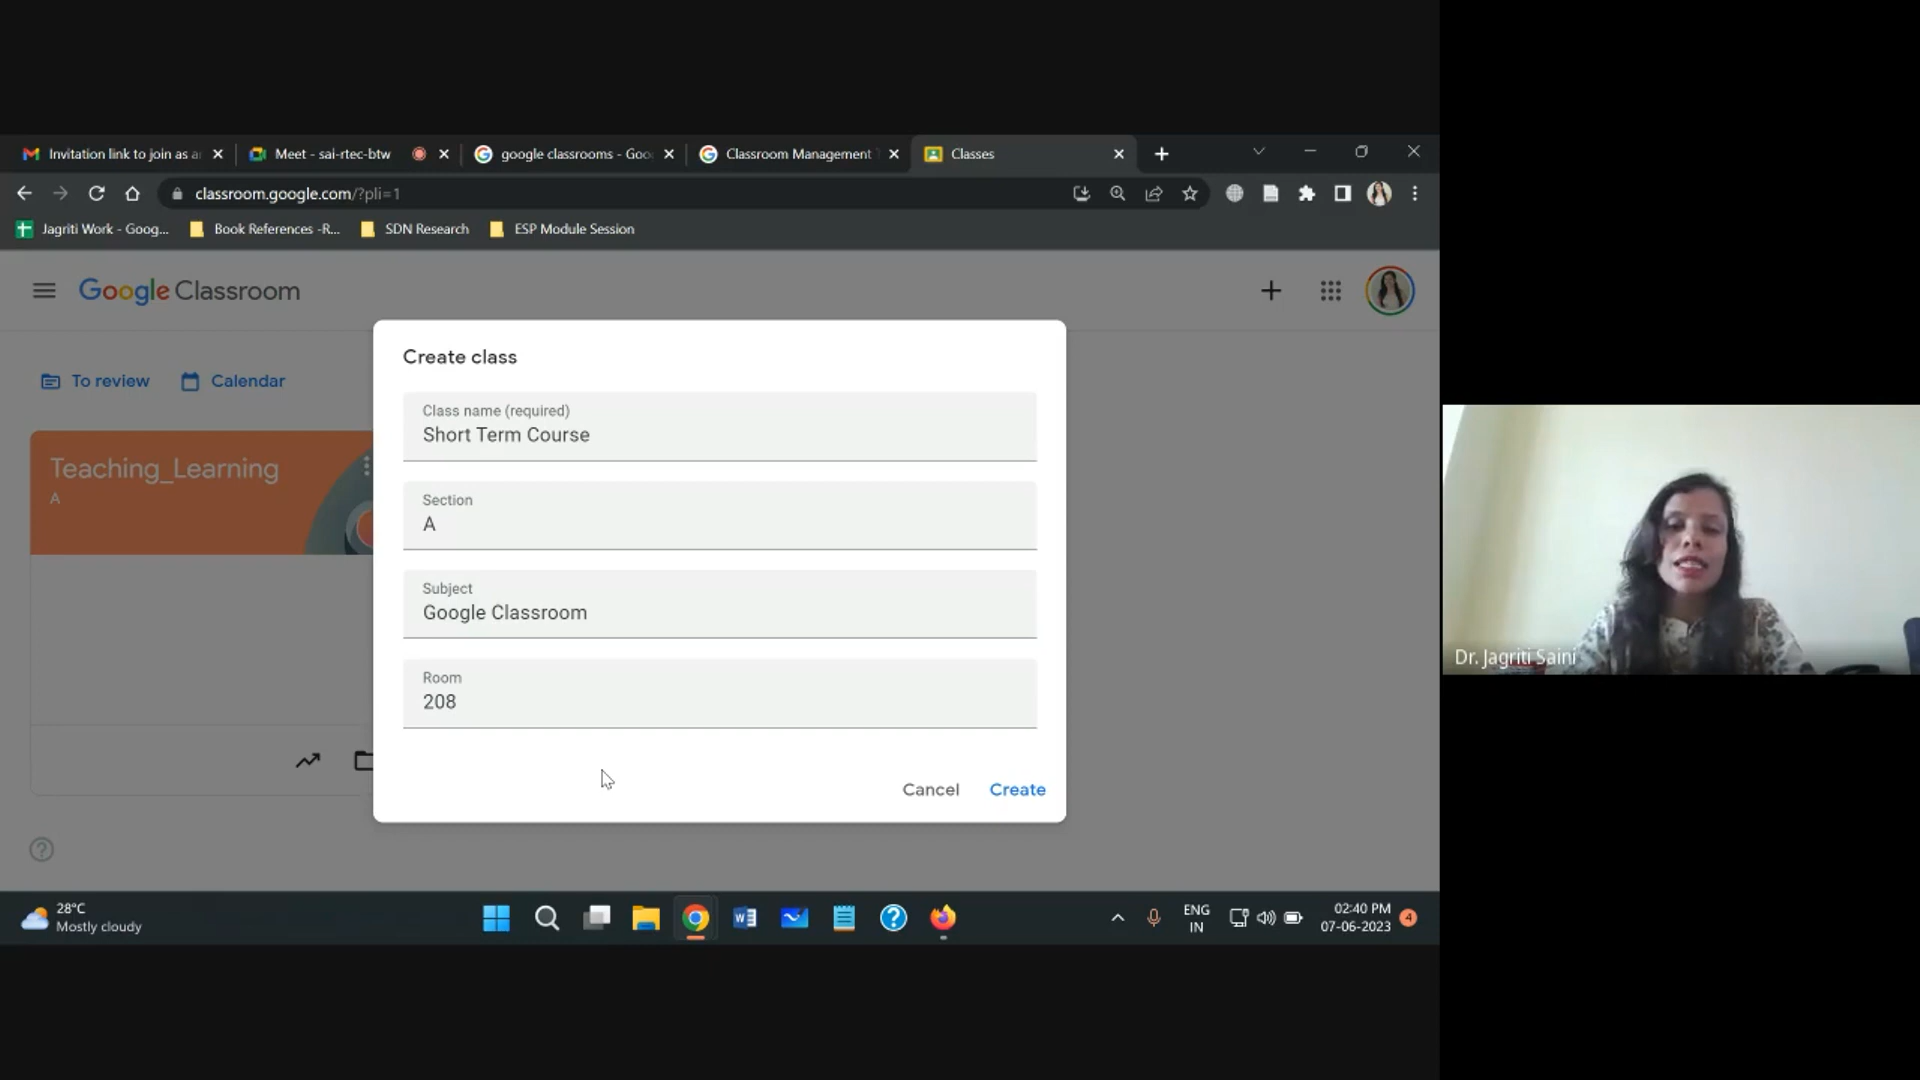 Invitation link to join as a
Meet - sai-rtec-btw
google classrooms - Goo
Classroom Management T
Classes
classroom.google.com/?pli=1
Jagriti Work - Goog...
Book References -R...
SDN Research
ESP Module Session
Google Classroom
To review
Calendar
Teaching_Learning
A
Create class
Class name (required)
Short Term Course
Section
A
Subject
Google Classroom
Room
208
Cancel
Create
Dr. Jagriti Saini
28°C
Mostly cloudy
ENG
IN
02:40 PM
07-06-2023
4